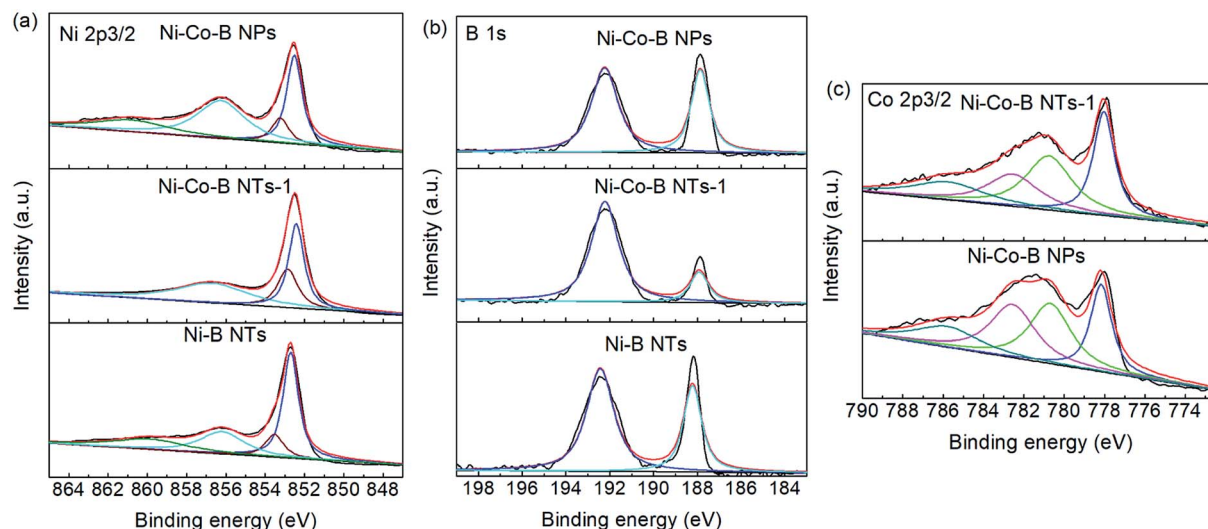 (a)
Ni 2p3/2 Ni-Co-B NPs
Ni-Co-B NTs-1
Ni-B NTs
Intensity (a.u.)
864 862 860 858 856 854 852 850 848
Binding energy (eV)
(b)
B 1s
Ni-Co-B NPs
Ni-Co-B NTs-1
Ni-B NTs
Intensity (a.u.)
198 196 194 192 190 188 186 184
Binding energy (eV)
(c)
Co 2p3/2 Ni-Co-B NTs-1
Ni-Co-B NPs
Intensity (a.u.)
790 788 786 784 782 780 778 776 774
Binding energy (eV)